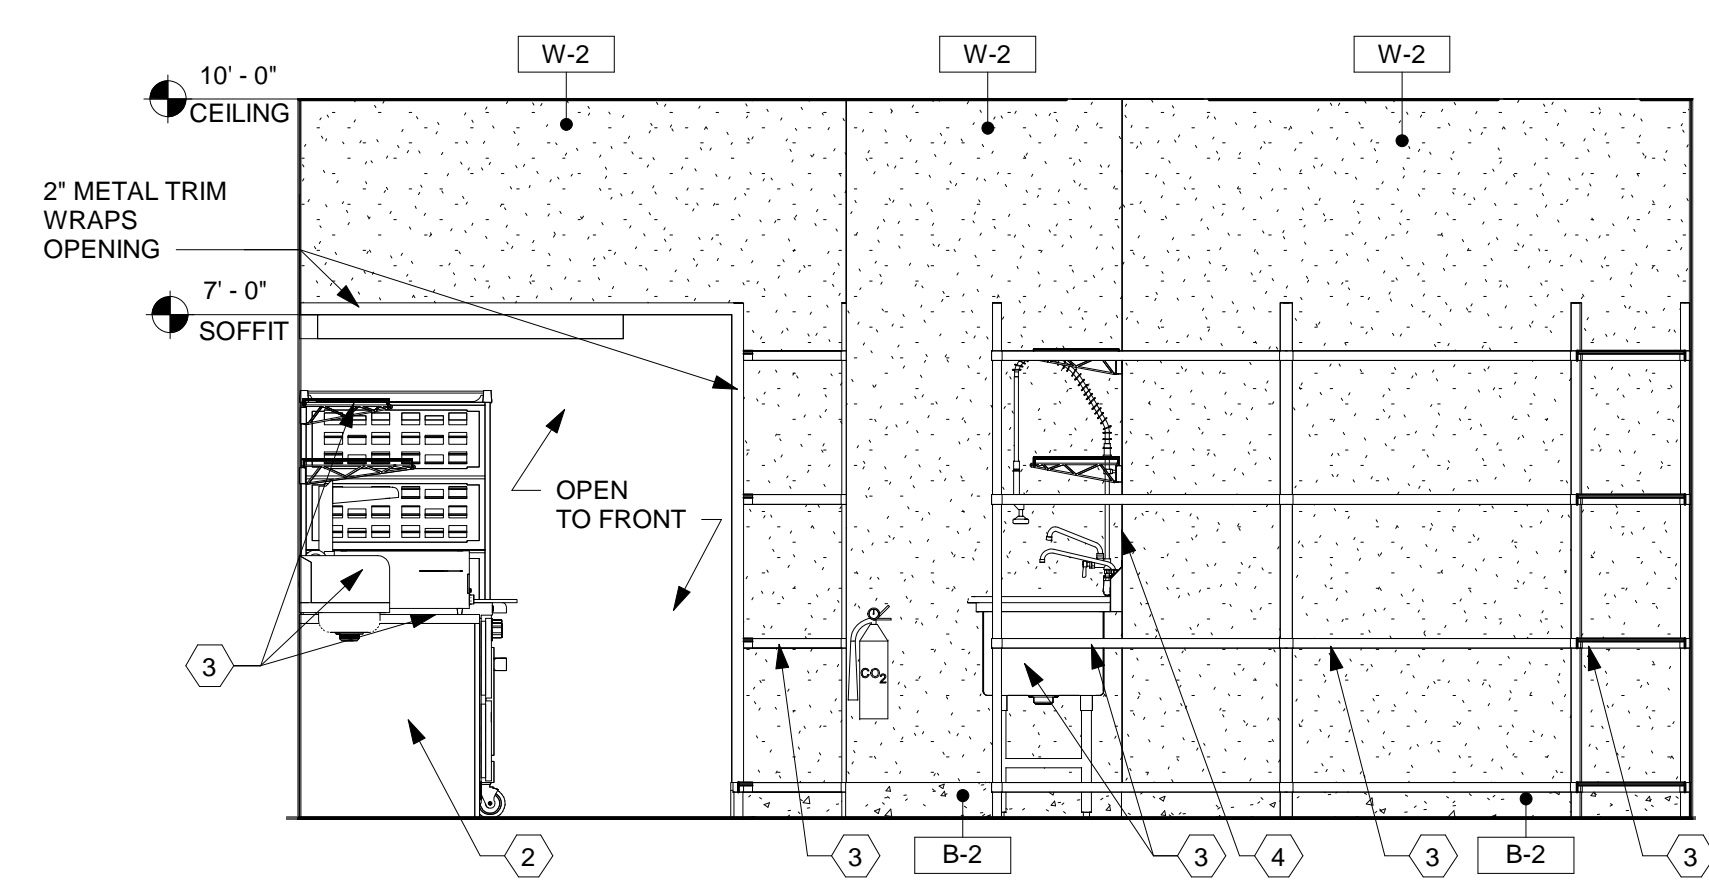 W-2
W-2
W-2
10' - 0"
CEILING
2" METAL TRIM
WRAPS
OPENING
7' - 0"
SOFFIT
OPEN
TO FRONT
3
CO2
2
3
B-2
3
4
3
B-2
3